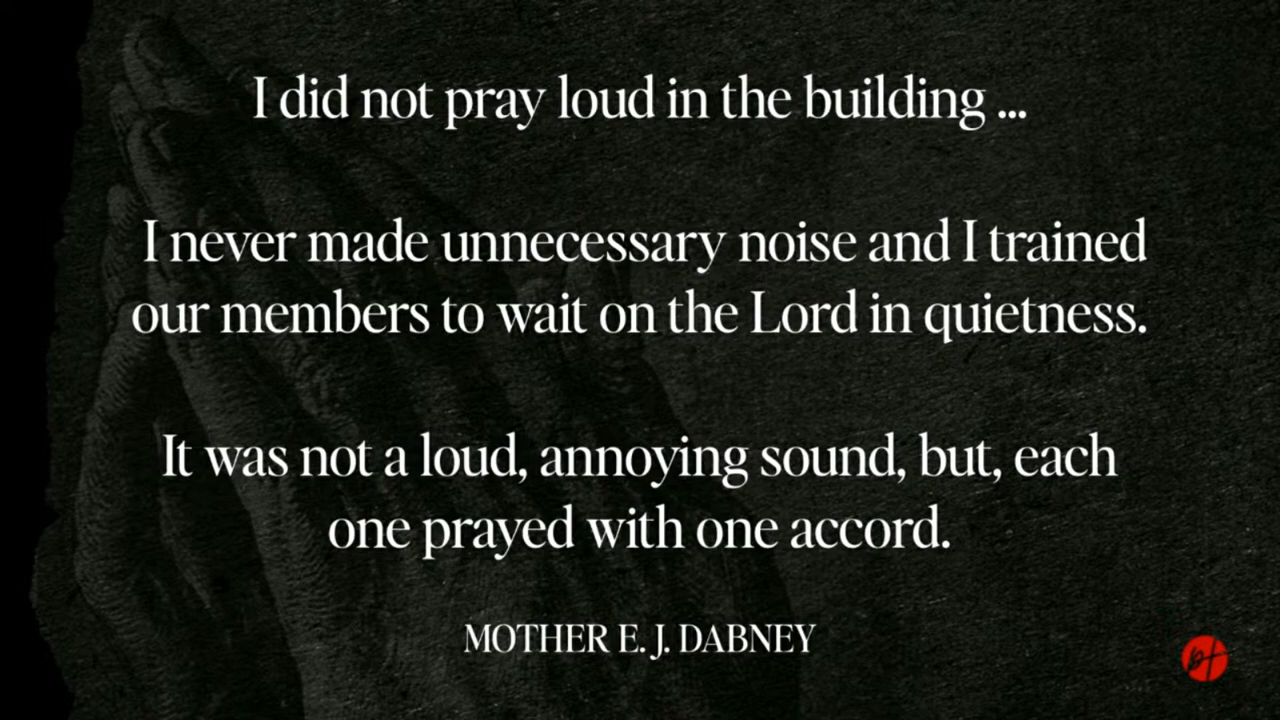 I did not pray loud in the building ...
I never made unnecessary noise and I trained
our members to wait on the Lord in quietness.
It was not a loud, annoying sound, but, each
one prayed with one accord.
MOTHER E. J. DABNEY